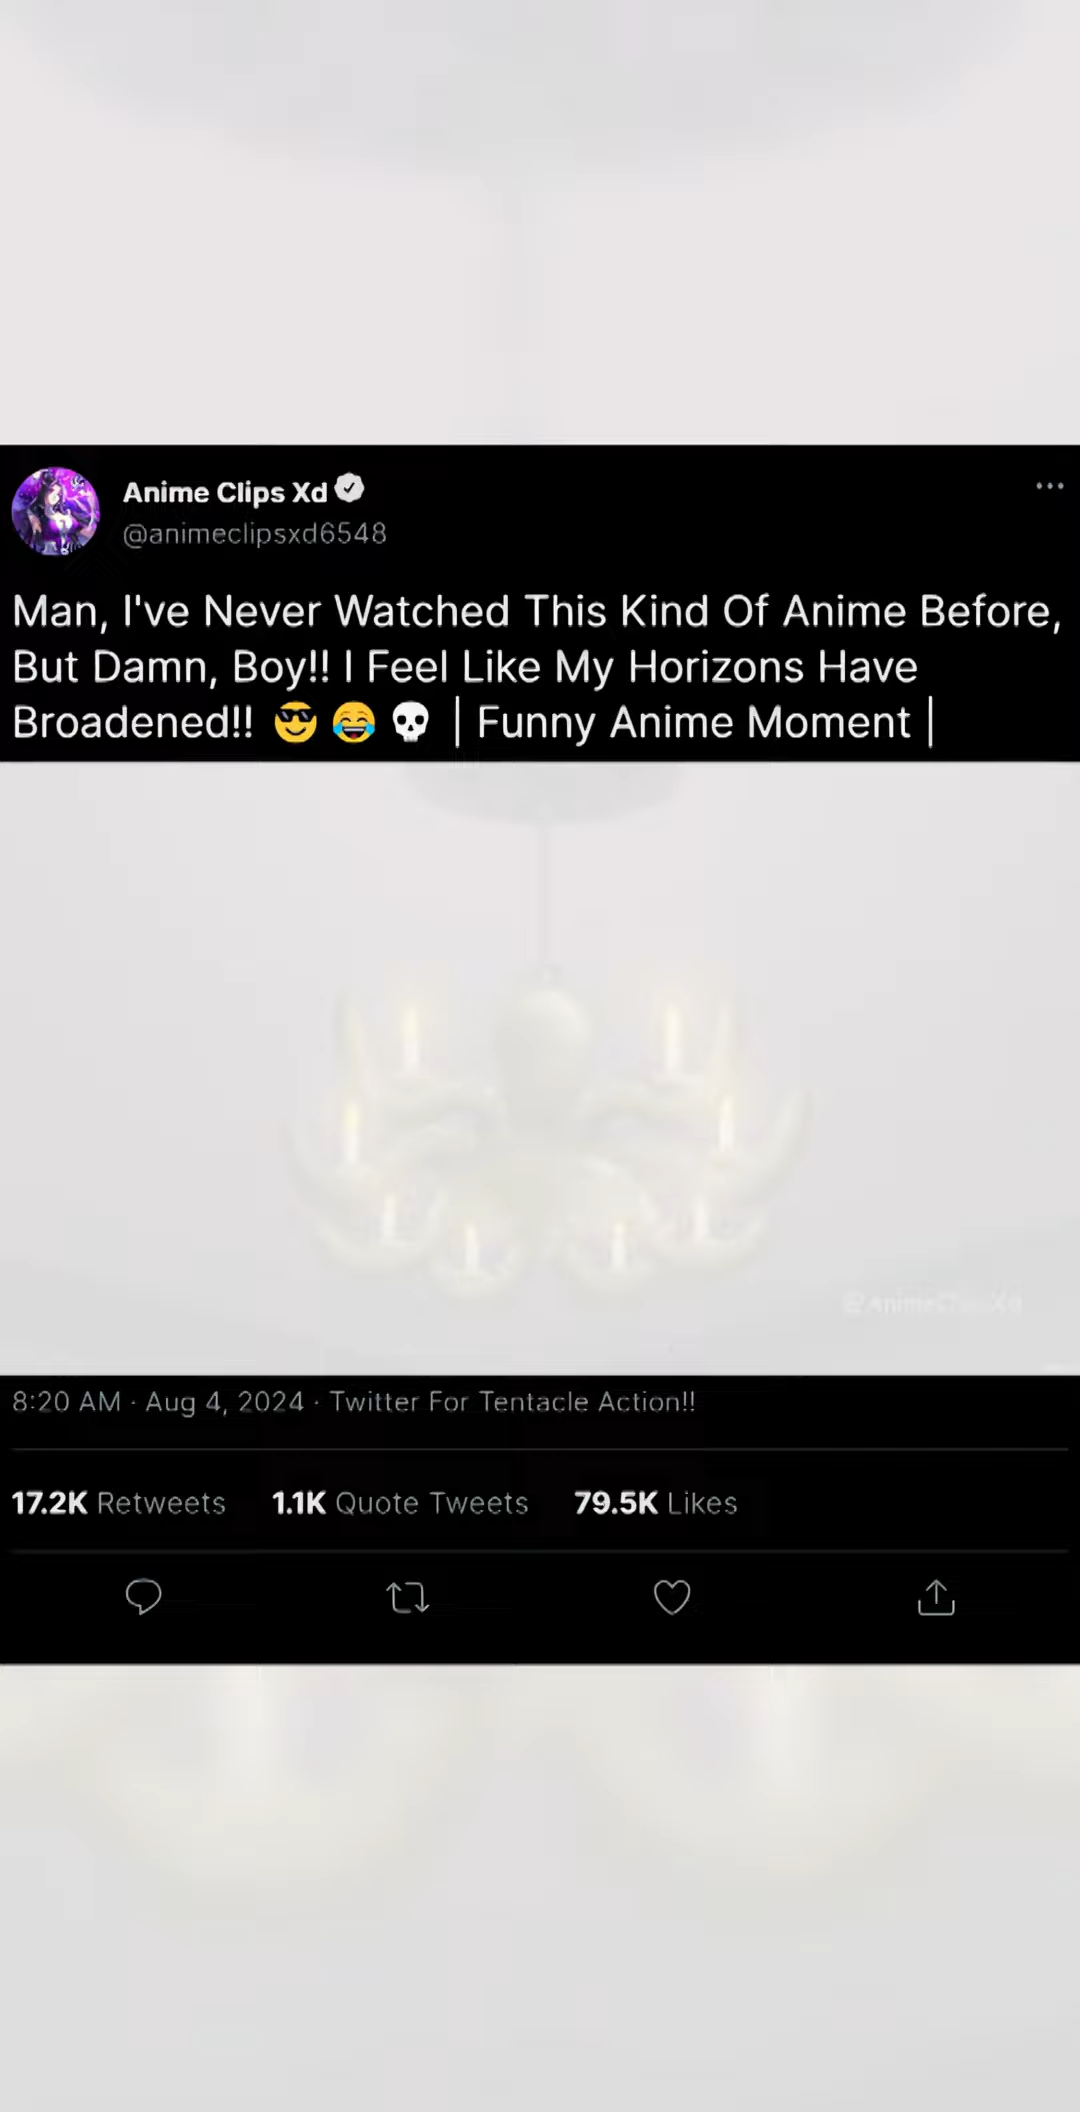 Anime Clips Xd
@animeclipsxd6548
Man, I've Never Watched This Kind Of Anime Before,
But Damn, Boy!! I Feel Like My Horizons Have
Broadened!! 😎 😂 💀 | Funny Anime Moment |
8:20 AM · Aug 4, 2024 · Twitter For Tentacle Action!!
17.2K Retweets 1.1K Quote Tweets 79.5K Likes